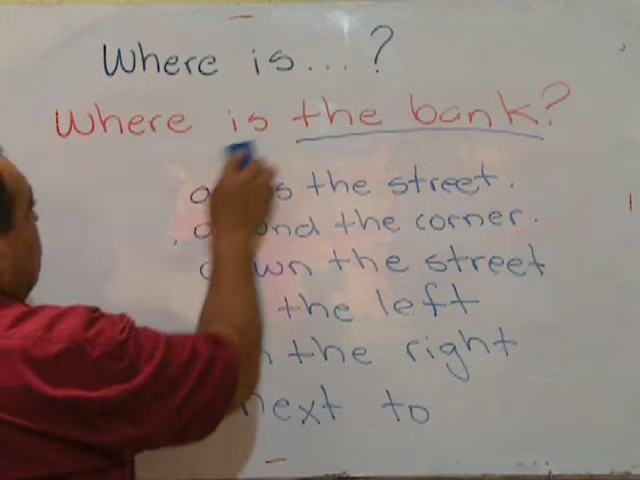 Where is...?
Where is the bank?
the street.
the corner.
the street
the left
the right
next to